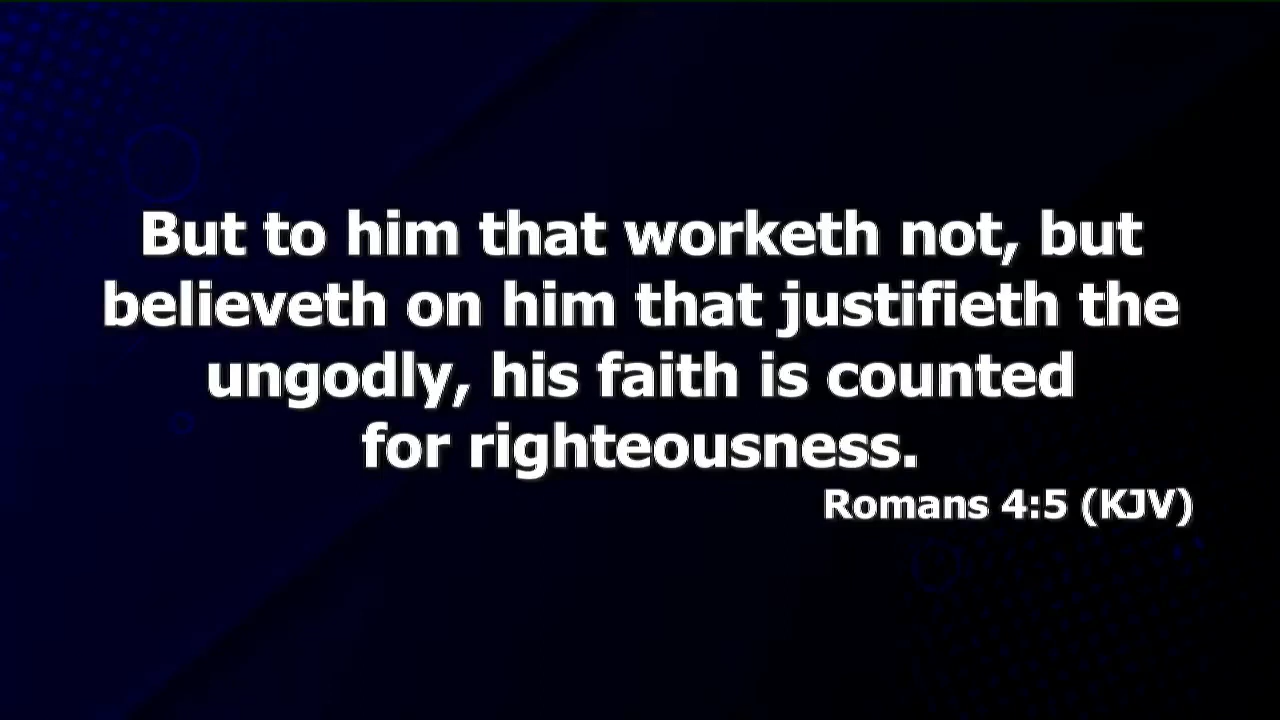 But to him that worketh not, but
believeth on him that justifieth the
ungodly, his faith is counted
for righteousness.
Romans 4:5 (KJV)